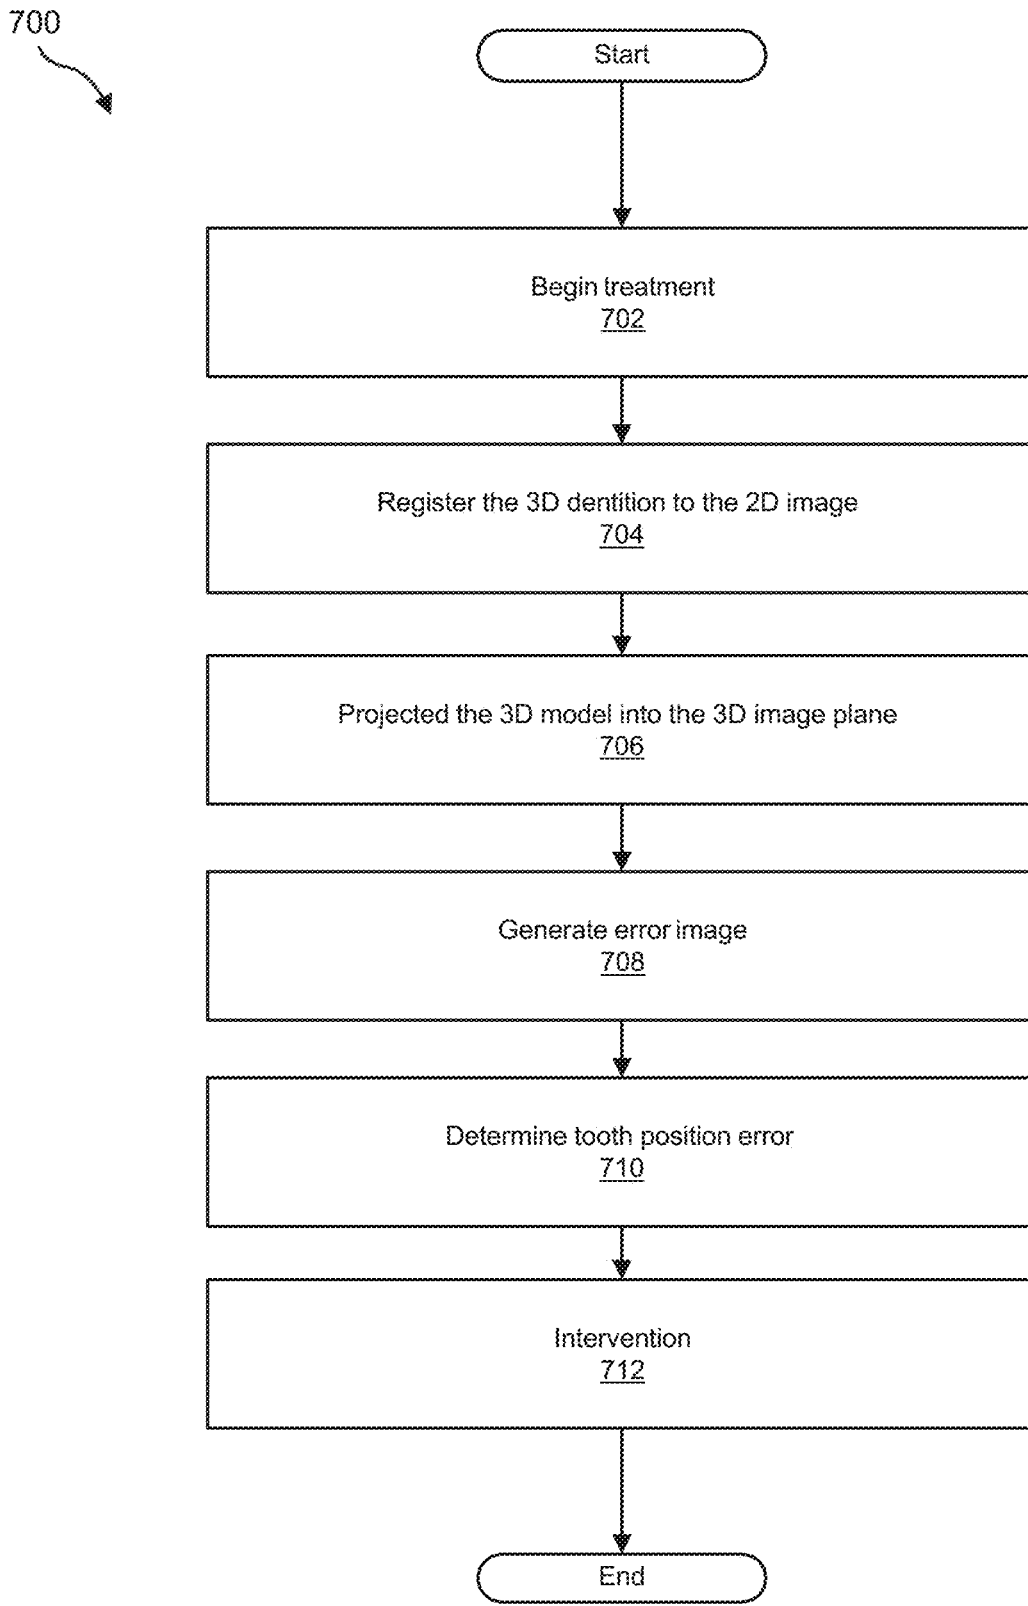 700
Start
Begin treatment
702
Register the 3D dentition to the 2D image
704
Projected the 3D model into the 3D image plane
706
Generate error image
708
Determine tooth position error
710
Intervention
712
End